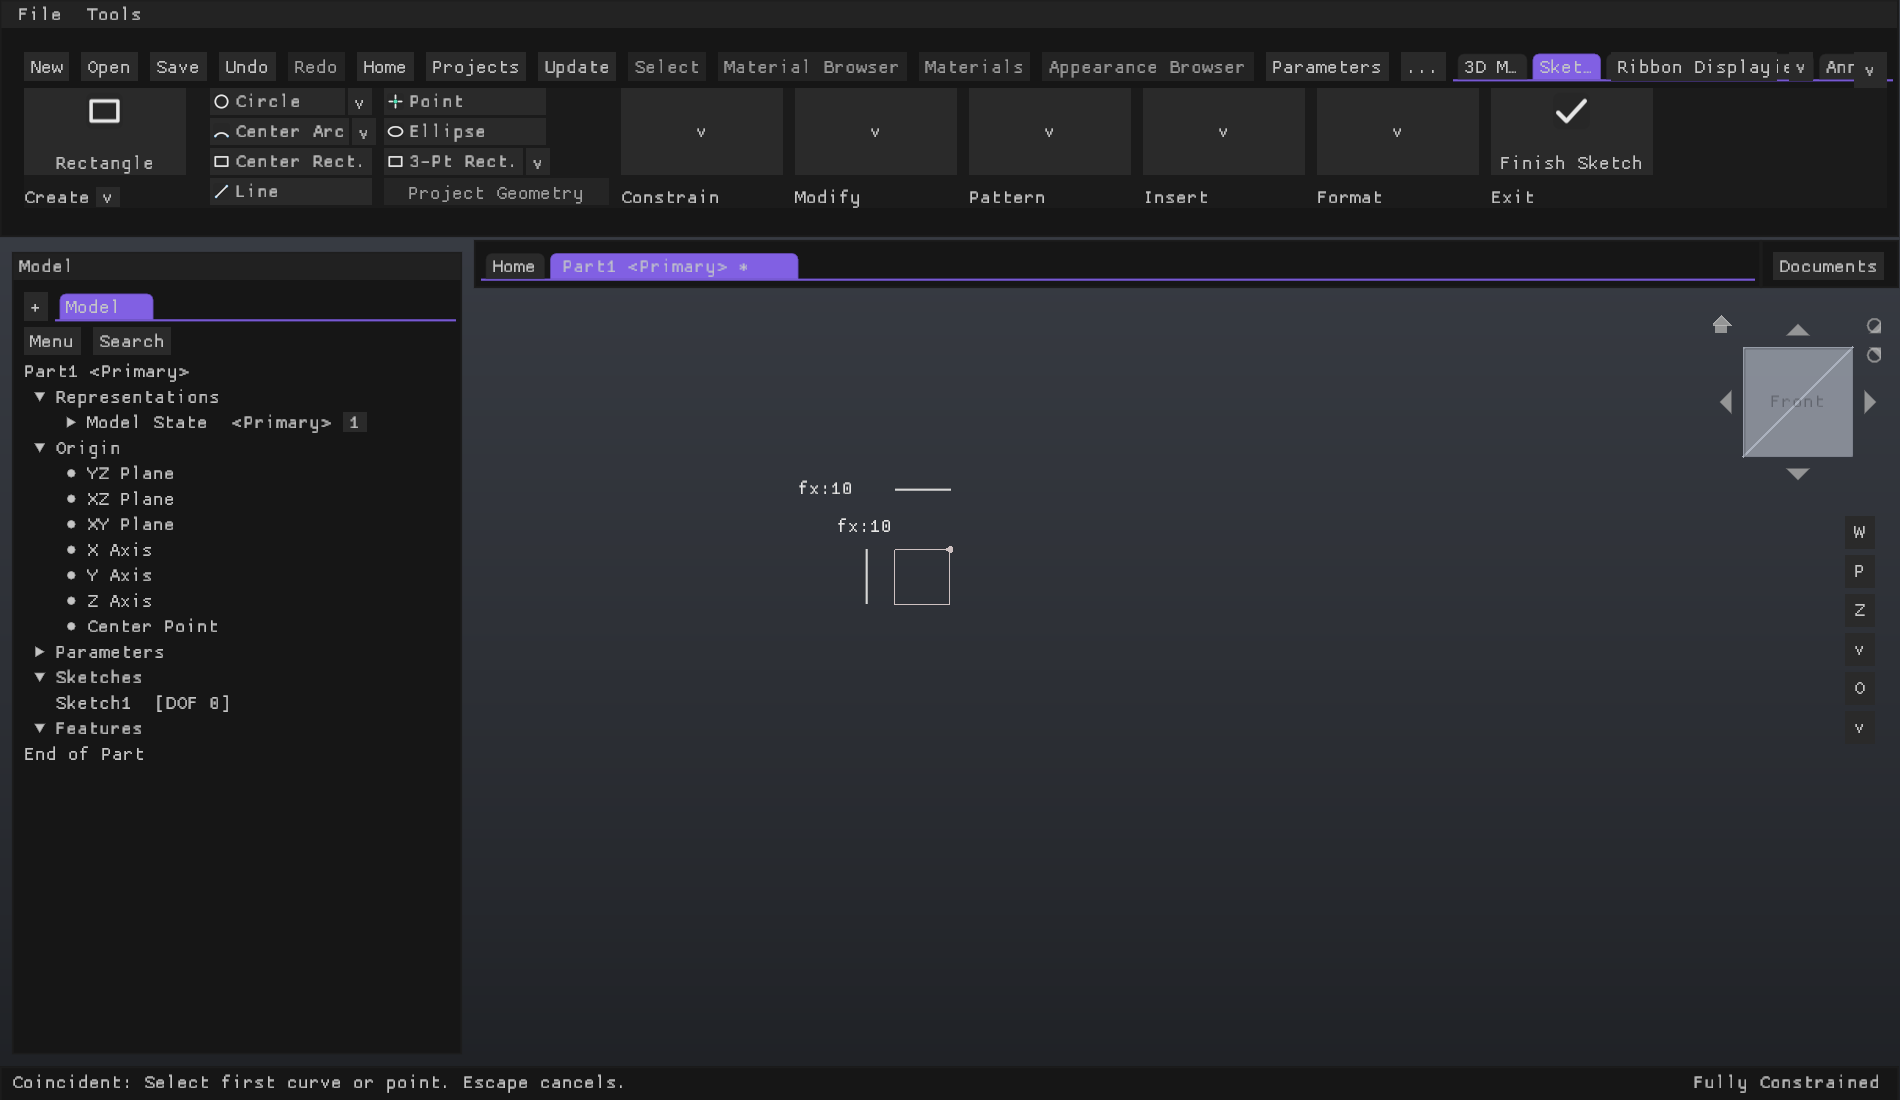 File Tools
New Open Save Undo Redo Home Projects Update Select Material Browser Materials Appearance Browser Parameters ... 3D M… Sket… Ribbon Display v v
Rectangle
Circle v
Center Arc v
Center Rect.
Line
Point
Ellipse
3-Pt Rect. v
Project Geometry
v v v v v
Finish Sketch
Create v Constrain Modify Pattern Insert Format Exit
Model
+ Model
Menu Search
Part1 <Primary>
Representations
Model State <Primary> 1
Origin
YZ Plane
XZ Plane
XY Plane
X Axis
Y Axis
Z Axis
Center Point
Parameters
Sketches
Sketch1 [DOF 0]
Features
End of Part
Home Part1 <Primary> * Documents
Front
fx:10
fx:10
W
P
Z
v
O
v
Coincident: Select first curve or point. Escape cancels. Fully Constrained